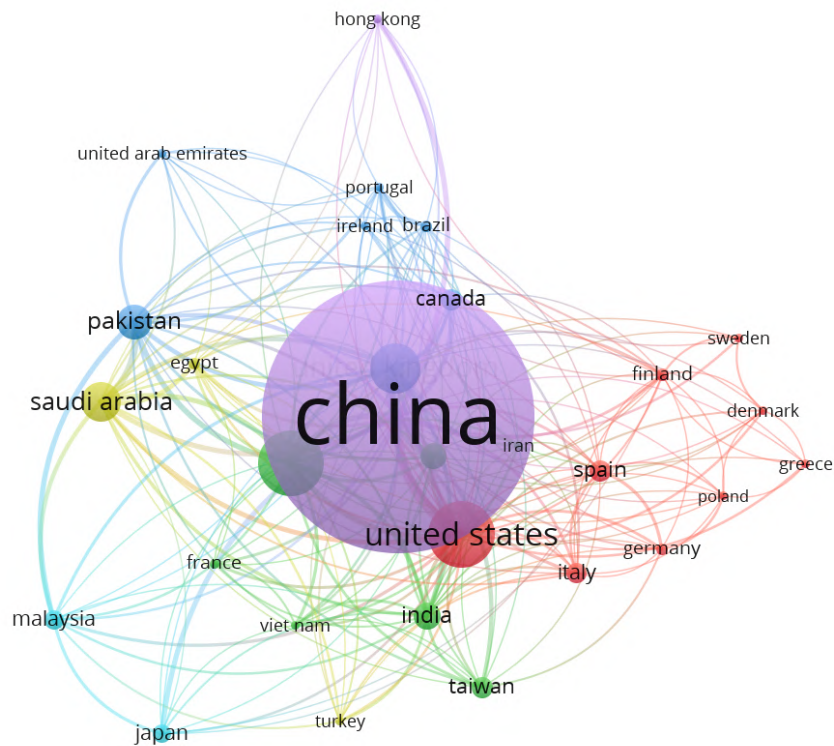 hong kong
united arab emirates
portugal
ireland
brazil
canada
pakistan
sweden
egypt
finland
saudi arabia
denmark
china
iran
spain
greece
poland
united states
germany
france
italy
malaysia
viet nam
india
taiwan
turkey
japan